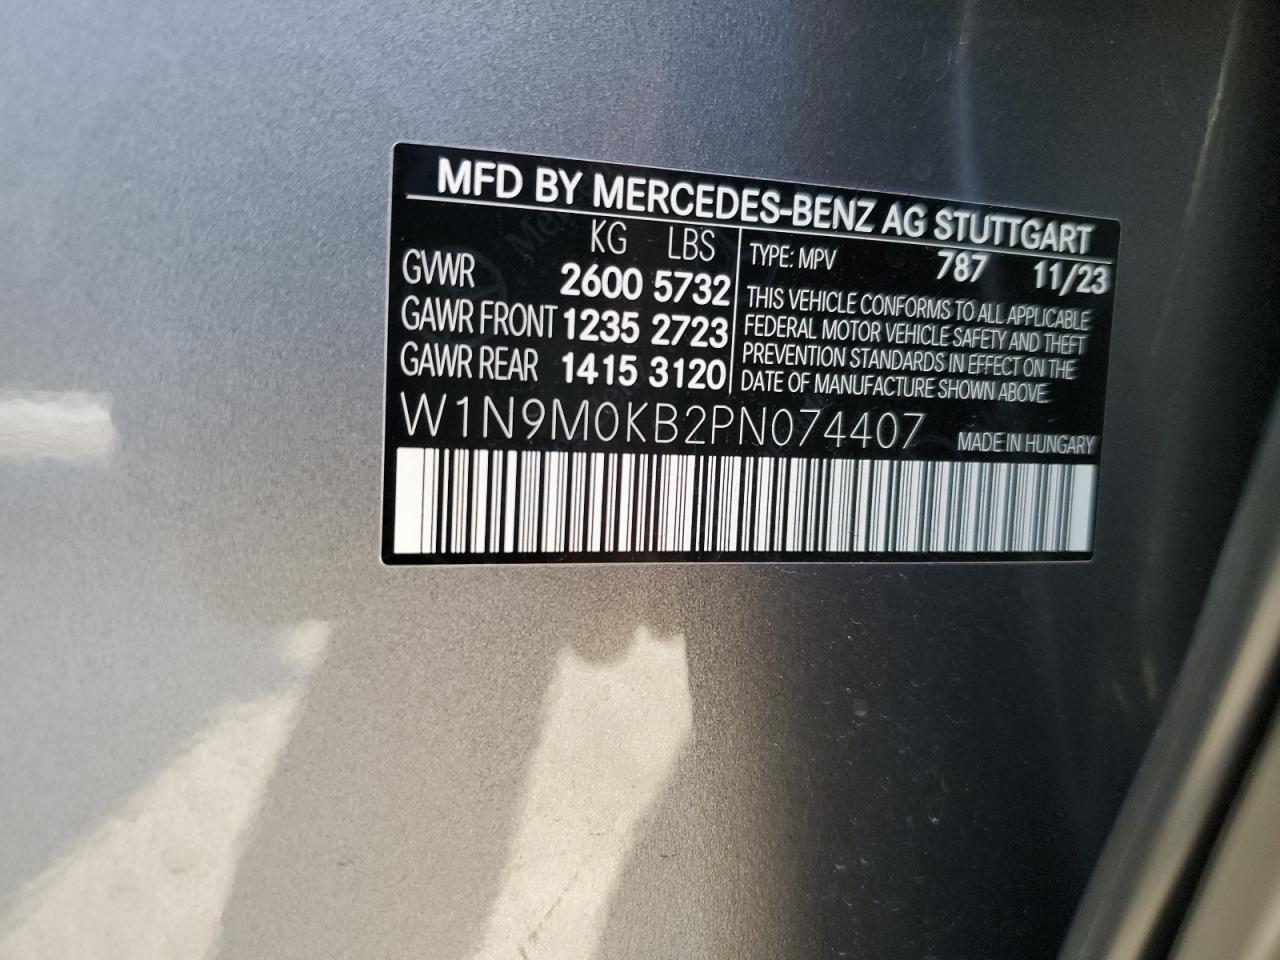 MFD BY MERCEDES-BENZ AG STUTTGART
KG LBS
GVWR 2600 5732
GAWR FRONT 1235 2723
GAWR REAR 1415 3120
TYPE: MPV 787 11/23
THIS VEHICLE CONFORMS TO ALL APPLICABLE
FEDERAL MOTOR VEHICLE SAFETY AND THEFT
PREVENTION STANDARDS IN EFFECT ON THE
DATE OF MANUFACTURE SHOWN ABOVE.
W1N9M0KB2PN074407
MADE IN HUNGARY